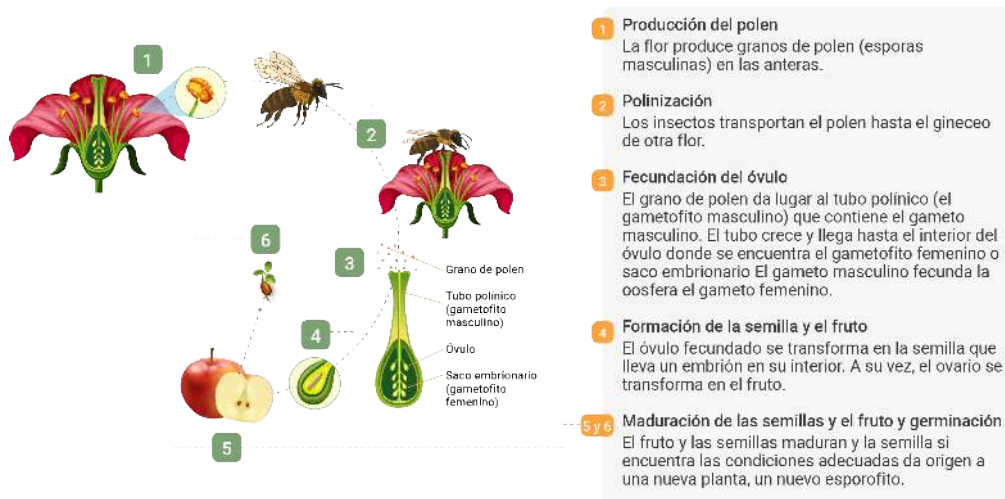 1
2
3
4
5
6
Grano de polen
Tubo polínico
(gametofito
masculino)
Óvulo
Saco embrionario
(gametofito
femenino)
1 Producción del polen
La flor produce granos de polen (esporas
masculinas) en las anteras.
2 Polinización
Los insectos transportan el polen hasta el gineceo
de otra flor.
3 Fecundación del óvulo
El grano de polen da lugar al tubo polínico (el
gametofito masculino) que contiene el gameto
masculino. El tubo crece y llega hasta el interior del
óvulo donde se encuentra el gametofito femenino o
saco embrionario El gameto masculino fecunda la
oosfera el gameto femenino.
4 Formación de la semilla y el fruto
El óvulo fecundado se transforma en la semilla que
lleva un embrión en su interior. A su vez, el ovario se
transforma en el fruto.
5 y 6 Maduración de las semillas y el fruto y germinación
El fruto y las semillas maduran y la semilla si
encuentra las condiciones adecuadas da origen a
una nueva planta, un nuevo esporofito.